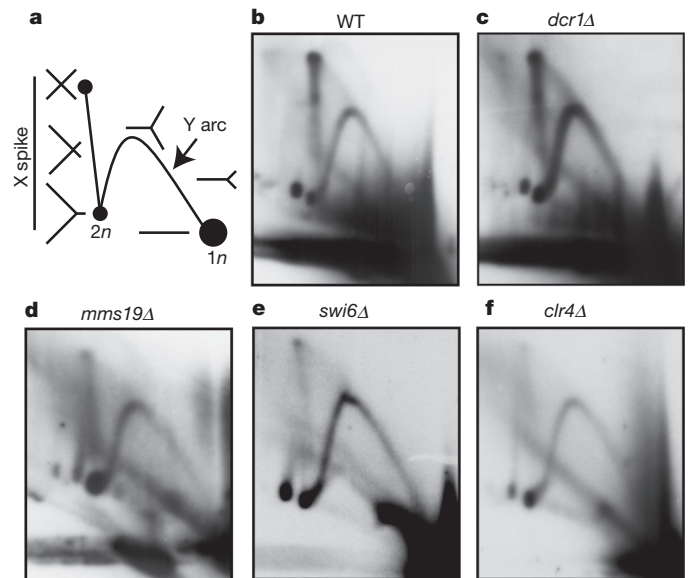 a
X spike
Y arc
2n
1n
b WT
c dcr1Δ
d mms19Δ
e swi6Δ
f clr4Δ